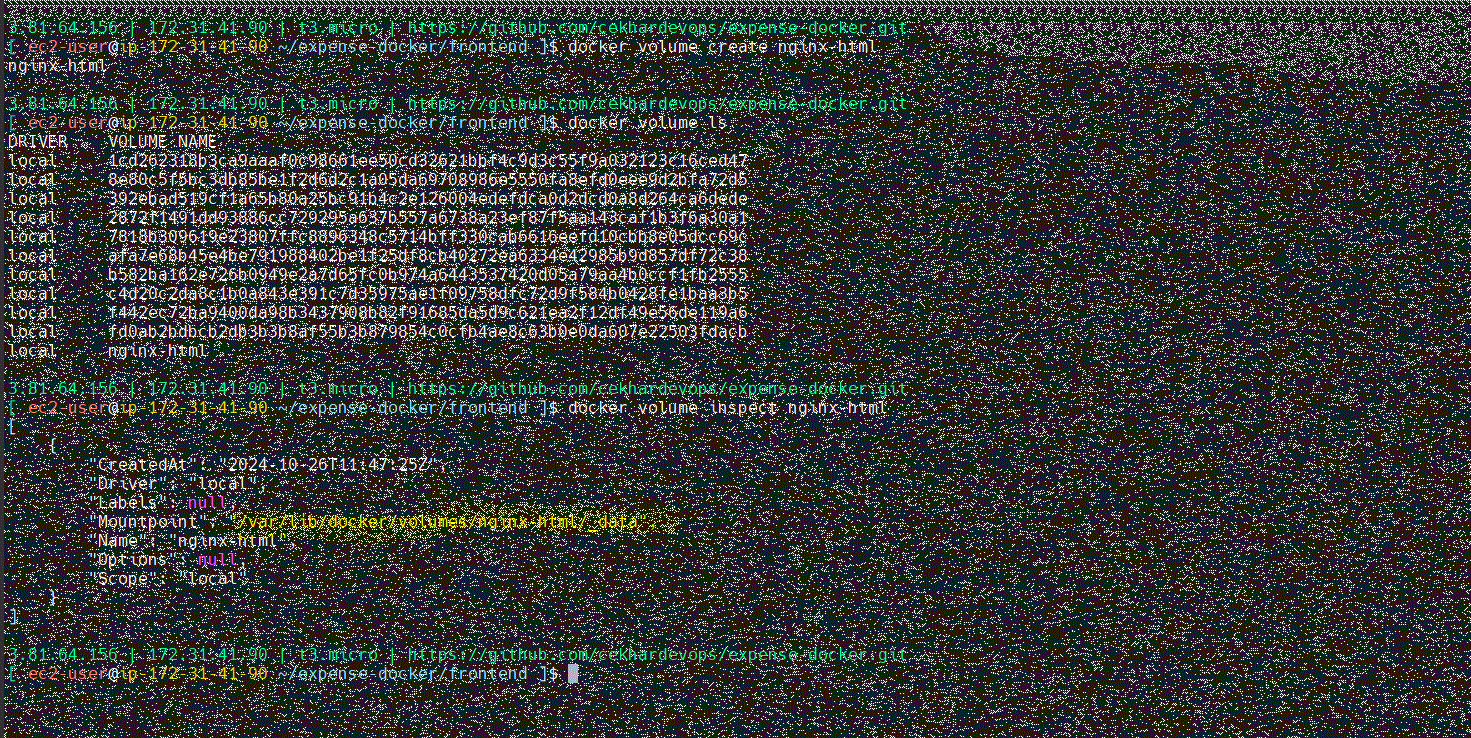 3.81.64.156 | 172.31.41.90 | t3.micro | https://github.com/cekhardevops/expense-docker.git
[ ec2-user@ip-172-31-41-90 ~/expense-docker/frontend ]$ docker volume create nginx-html
nginx-html
3.81.64.156 | 172.31.41.90 | t3.micro | https://github.com/cekhardevops/expense-docker.git
[ ec2-user@ip-172-31-41-90 ~/expense-docker/frontend ]$ docker volume ls
DRIVER    VOLUME NAME
local     1cd262318b3ca9aaaf0c98661ee50cd32621bbf4c9d3c55f9a032123c16ced47
local     8e80c5f5bc3db85be1f2d6d2c1a05da69708986e5550fa8efd0eee9d2bfa72d5
local     392ebad519cf1a65b80a25bc91b4c2e126004edefdca0d2dcd0a8d264ca6dede
local     2872f1491dd93886cc729295a637b557a6738a23ef87f5aa143caf1b3f6a30a1
local     7818b309619e23807ffc8896348c5714bff330cab6616eefd10cbb8e05dcc69c
local     afa7e68b45e4be791988402be1f25df8cb40272ea6334e42985b9d857df72c38
local     b582ba162e726b0949e2a7d65fc0b974a6443537420d05a79aa4b0ccf1fb2555
local     c4d20c2da8c1b0a843e391c7d35975ae1f09758dfc72d9f584b0428fe1baa3b5
local     f442ec72ba9400da98b3437908b82f91685da5d9c621ea2f12df49e56de119a6
local     fd0ab2bdbcb2db3b3b8af55b36879854c0cfb4ae8c63b0e0da607e22503fdacb
local     nginx-html
3.81.64.156 | 172.31.41.90 | t3.micro | https://github.com/cekhardevops/expense-docker.git
[ ec2-user@ip-172-31-41-90 ~/expense-docker/frontend ]$ docker volume inspect nginx-html
[
    {
        "CreatedAt": "2024-10-26T11:47:25Z",
        "Driver": "local",
        "Labels": null,
        "Mountpoint": "/var/lib/docker/volumes/nginx-html/_data",
        "Name": "nginx-html",
        "Options": null,
        "Scope": "local"
    }
]
3.81.64.156 | 172.31.41.90 | t3.micro | https://github.com/cekhardevops/expense-docker.git
[ ec2-user@ip-172-31-41-90 ~/expense-docker/frontend ]$